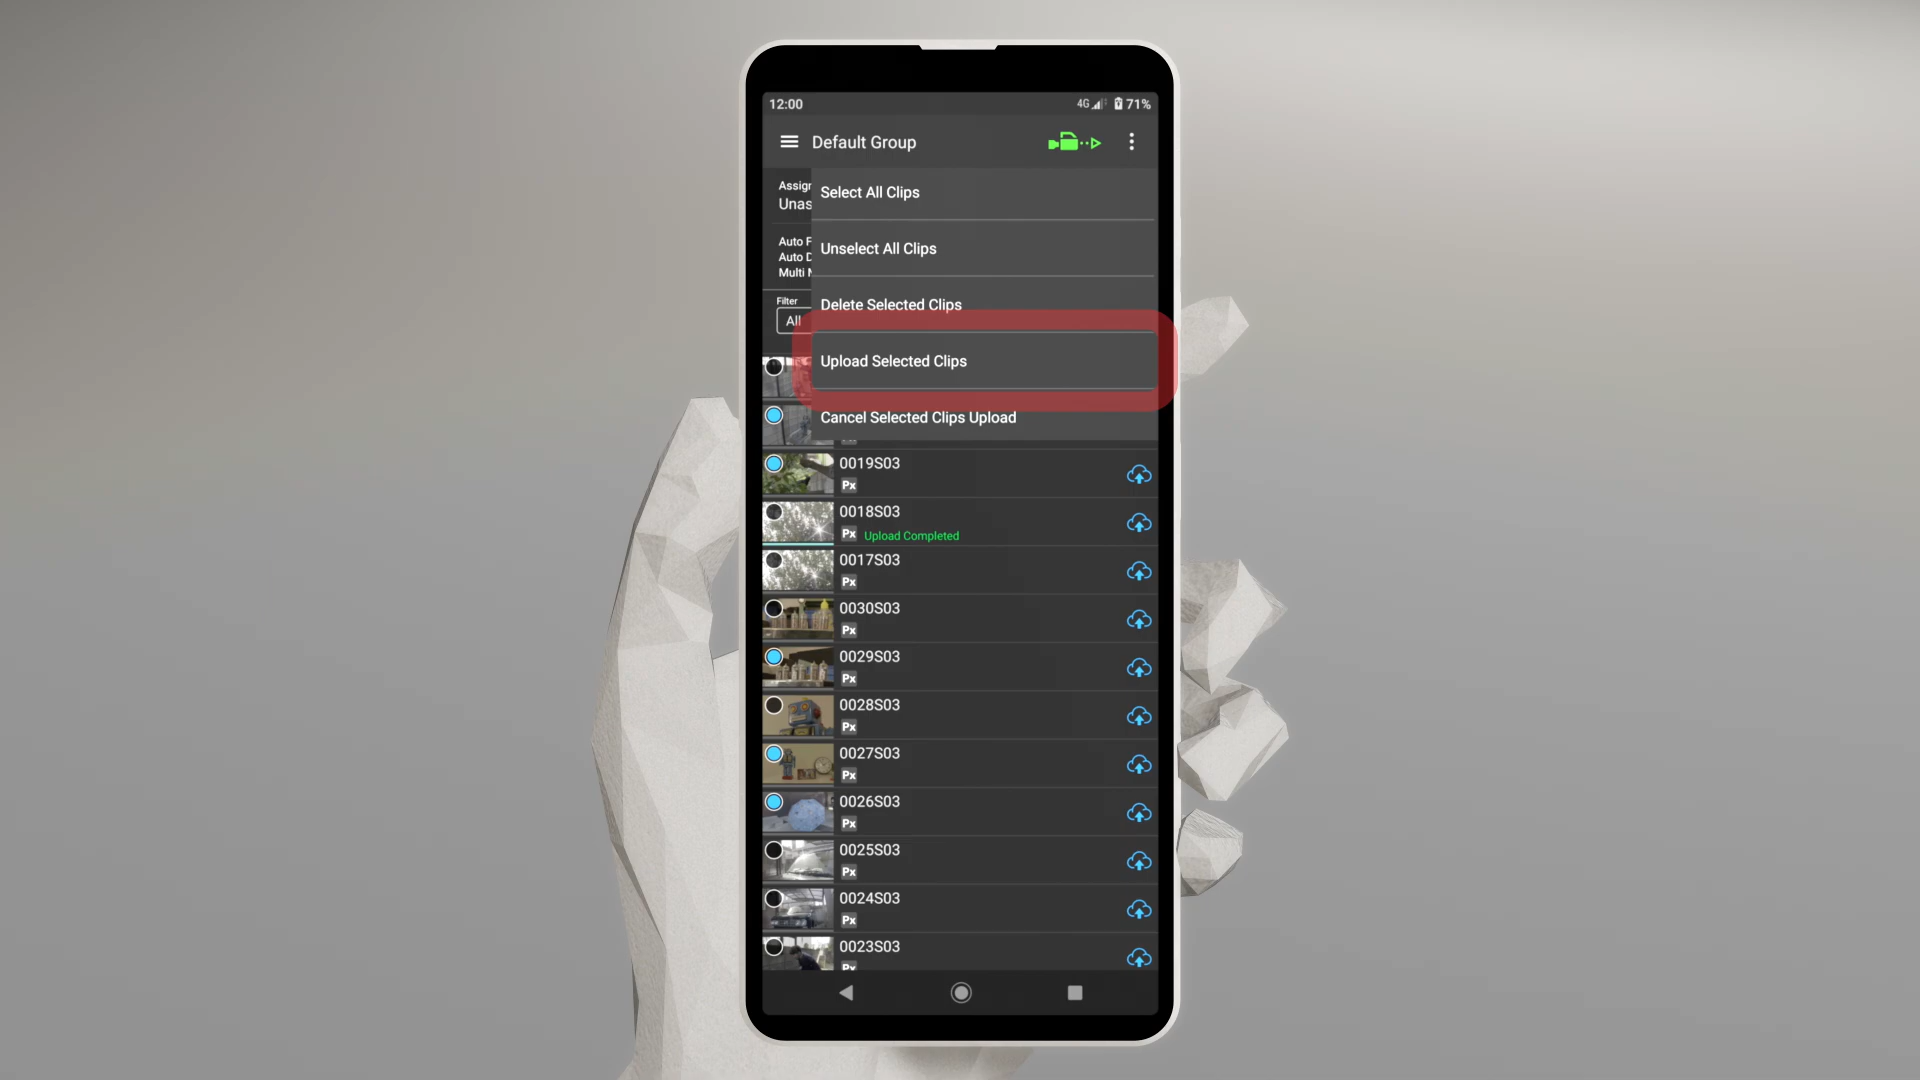 12:00
4G 71%
Default Group
Assign
Unas
Select All Clips
Unselect All Clips
Auto F
Auto D
Multi
Filter
All
Delete Selected Clips
Upload Selected Clips
Cancel Selected Clips Upload
0019S03
Px
0018S03
Px Upload Completed
0017S03
Px
0030S03
Px
0029S03
Px
0028S03
Px
0027S03
Px
0026S03
Px
0025S03
Px
0024S03
Px
0023S03
Px